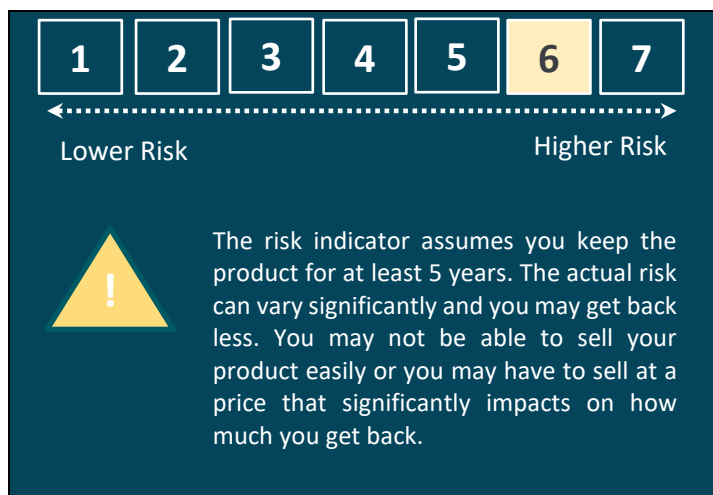 1 2 3 4 5 6 7
Lower Risk Higher Risk
!
The risk indicator assumes you keep the
product for at least 5 years. The actual risk
can vary significantly and you may get back
less. You may not be able to sell your
product easily or you may have to sell at a
price that significantly impacts on how
much you get back.